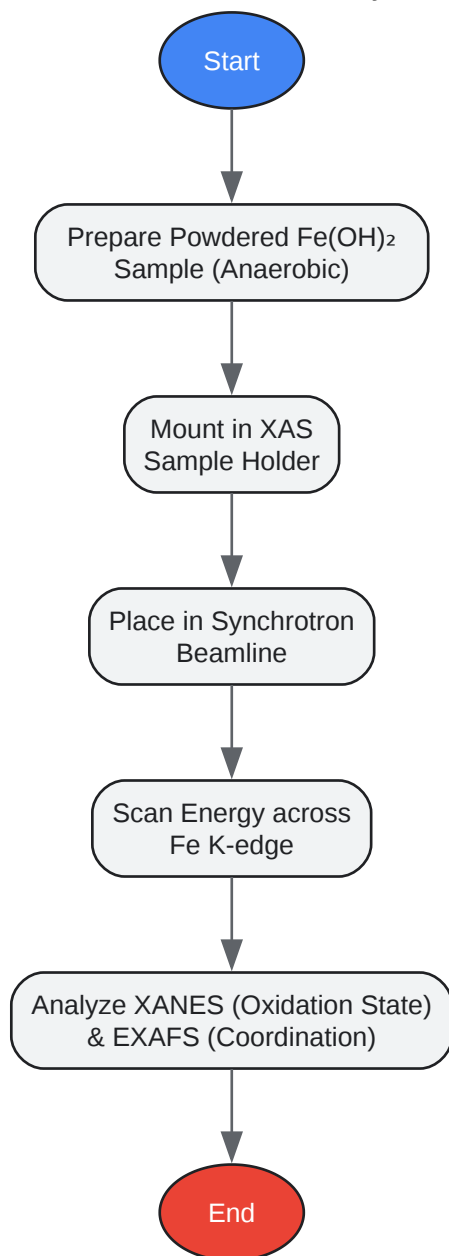 Start
Prepare Powdered Fe(OH)₂
Sample (Anaerobic)
Mount in XAS
Sample Holder
Place in Synchrotron
Beamline
Scan Energy across
Fe K-edge
Analyze XANES (Oxidation State)
& EXAFS (Coordination)
End